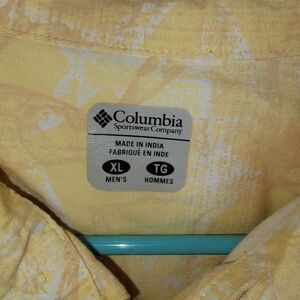 Columbia
Sportswear Company
MADE IN INDIA
FABRIQUÉ EN INDE
XL TG
MEN'S HOMMES